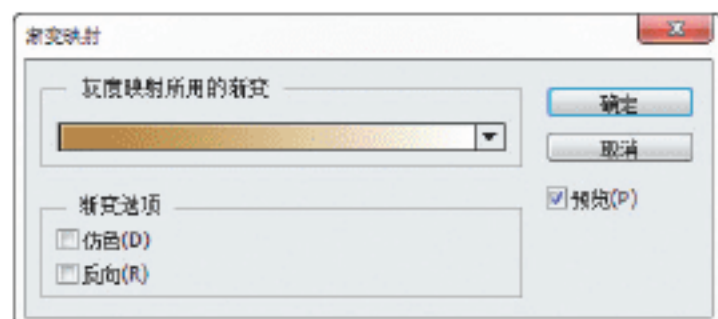 渐变映射
灰度映射所用的渐变
确定
取消
预览(P)
渐变选项
仿色(D)
反向(R)